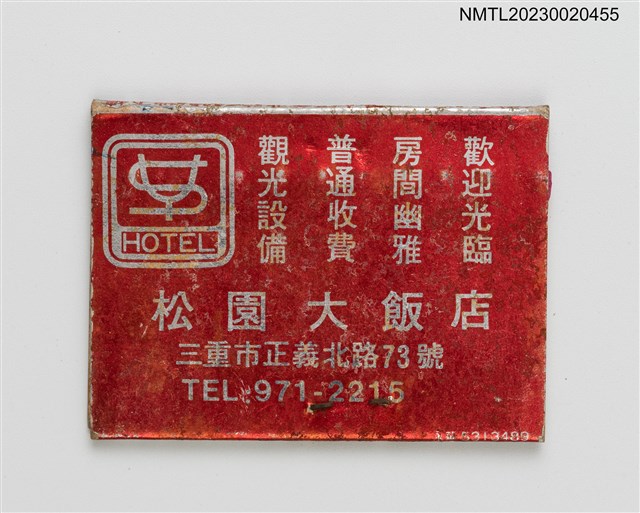 NMTL20230020455
HOTEL
觀光設備
普通收費
房間幽雅
歡迎光臨
松園大飯店
三重市正義北路73號
TEL:971-2215
5313489